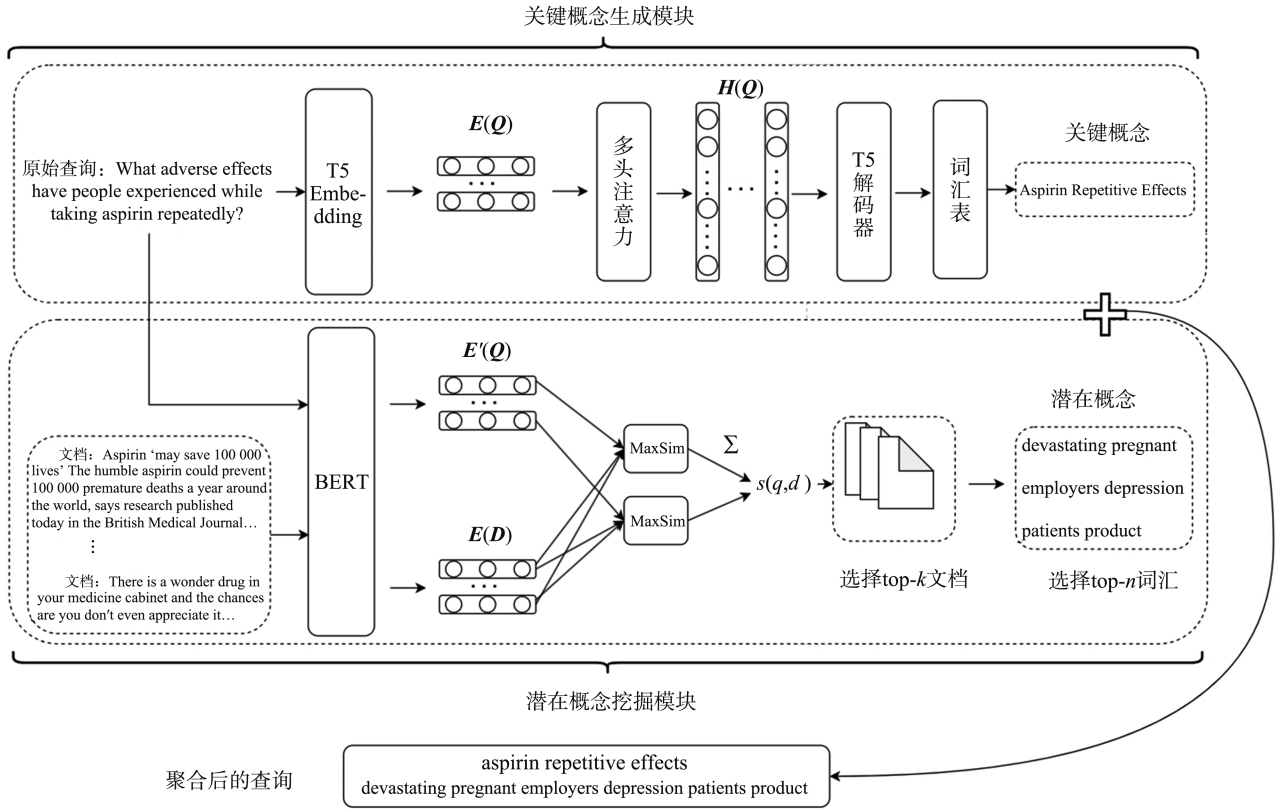 关键概念生成模块
原始查询：What adverse effects
have people experienced while
taking aspirin repeatedly?
T5
Embe-
dding
E(Q)
...
多头注意力
H(Q)
...
T5
解码器
词汇表
关键概念
Aspirin Repetitive Effects
文档：Aspirin ‘may save 100 000
lives’ The humble aspirin could prevent
100 000 premature deaths a year around
the world, says research published
today in the British Medical Journal…
⋮
文档：There is a wonder drug in
your medicine cabinet and the chances
are you don't even appreciate it…
BERT
E'(Q)
...
E(D)
...
MaxSim
MaxSim
Σ
s(q,d)
选择top-k文档
潜在概念
devastating pregnant
employers depression
patients product
选择top-n词汇
潜在概念挖掘模块
聚合后的查询
aspirin repetitive effects
devastating pregnant employers depression patients product